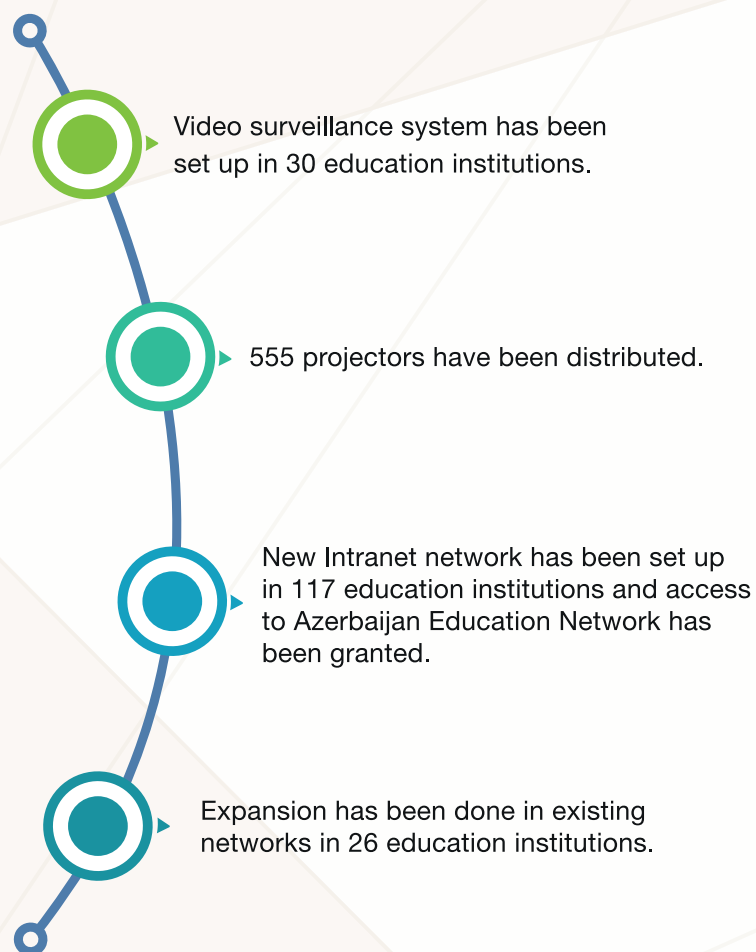 Video surveillance system has been
set up in 30 education institutions.
555 projectors have been distributed.
New Intranet network has been set up
in 117 education institutions and access
to Azerbaijan Education Network has
been granted.
Expansion has been done in existing
networks in 26 education institutions.